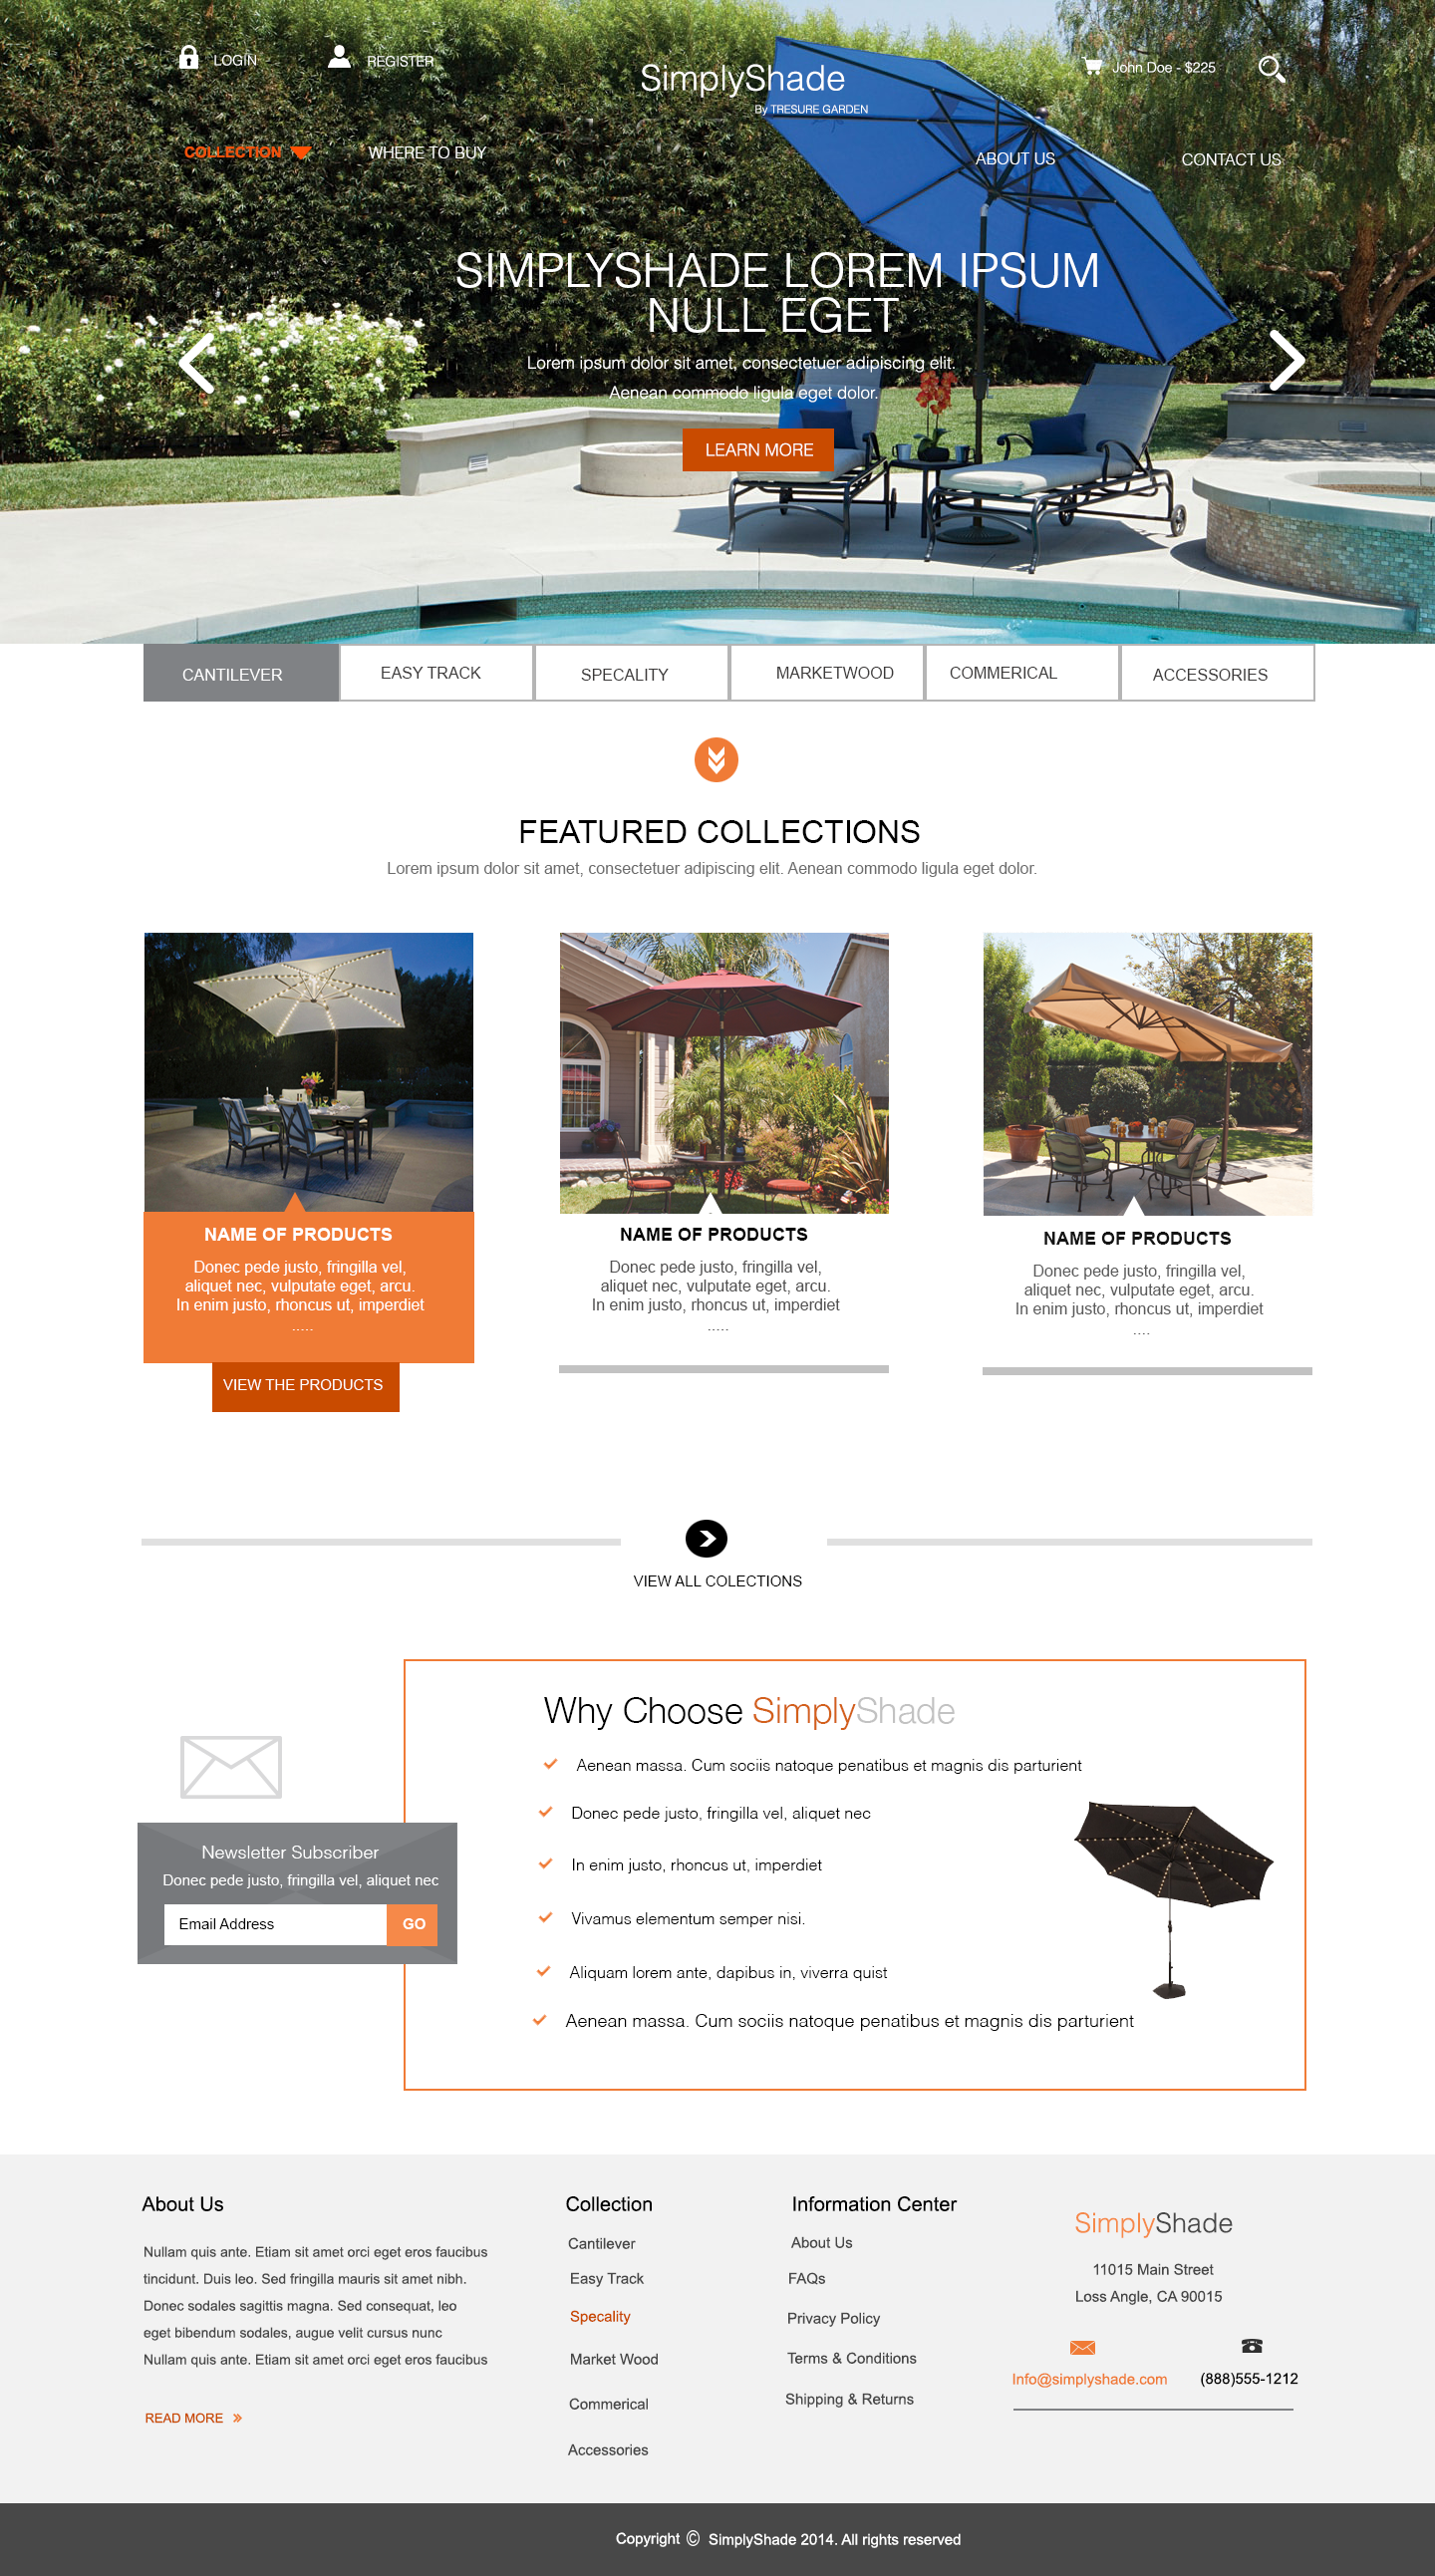 LOGIN
REGISTER
SimplyShade
By TRESURE GARDEN
John Doe - $225
COLLECTION
WHERE TO BUY
ABOUT US
CONTACT US
SIMPLYSHADE LOREM IPSUM
NULL EGET
Lorem ipsum dolor sit amet, consectetuer adipiscing elit.
Aenean commodo ligula eget dolor.
LEARN MORE
CANTILEVER
EASY TRACK
SPECALITY
MARKETWOOD
COMMERICAL
ACCESSORIES
FEATURED COLLECTIONS
Lorem ipsum dolor sit amet, consectetuer adipiscing elit. Aenean commodo ligula eget dolor.
NAME OF PRODUCTS
Donec pede justo, fringilla vel,
aliquet nec, vulputate eget, arcu.
In enim justo, rhoncus ut, imperdiet
.....
VIEW THE PRODUCTS
NAME OF PRODUCTS
Donec pede justo, fringilla vel,
aliquet nec, vulputate eget, arcu.
In enim justo, rhoncus ut, imperdiet
.....
NAME OF PRODUCTS
Donec pede justo, fringilla vel,
aliquet nec, vulputate eget, arcu.
In enim justo, rhoncus ut, imperdiet
....
VIEW ALL COLECTIONS
Newsletter Subscriber
Donec pede justo, fringilla vel, aliquet nec
Email Address
GO
Why Choose SimplyShade
Aenean massa. Cum sociis natoque penatibus et magnis dis parturient
Donec pede justo, fringilla vel, aliquet nec
In enim justo, rhoncus ut, imperdiet
Vivamus elementum semper nisi.
Aliquam lorem ante, dapibus in, viverra quist
Aenean massa. Cum sociis natoque penatibus et magnis dis parturient
About Us
Nullam quis ante. Etiam sit amet orci eget eros faucibus
tincidunt. Duis leo. Sed fringilla mauris sit amet nibh.
Donec sodales sagittis magna. Sed consequat, leo
eget bibendum sodales, augue velit cursus nunc
Nullam quis ante. Etiam sit amet orci eget eros faucibus
READ MORE »
Collection
Cantilever
Easy Track
Specality
Market Wood
Commerical
Accessories
Information Center
About Us
FAQs
Privacy Policy
Terms & Conditions
Shipping & Returns
SimplyShade
11015 Main Street
Loss Angle, CA 90015
Info@simplyshade.com
(888)555-1212
Copyright © SimplyShade 2014. All rights reserved